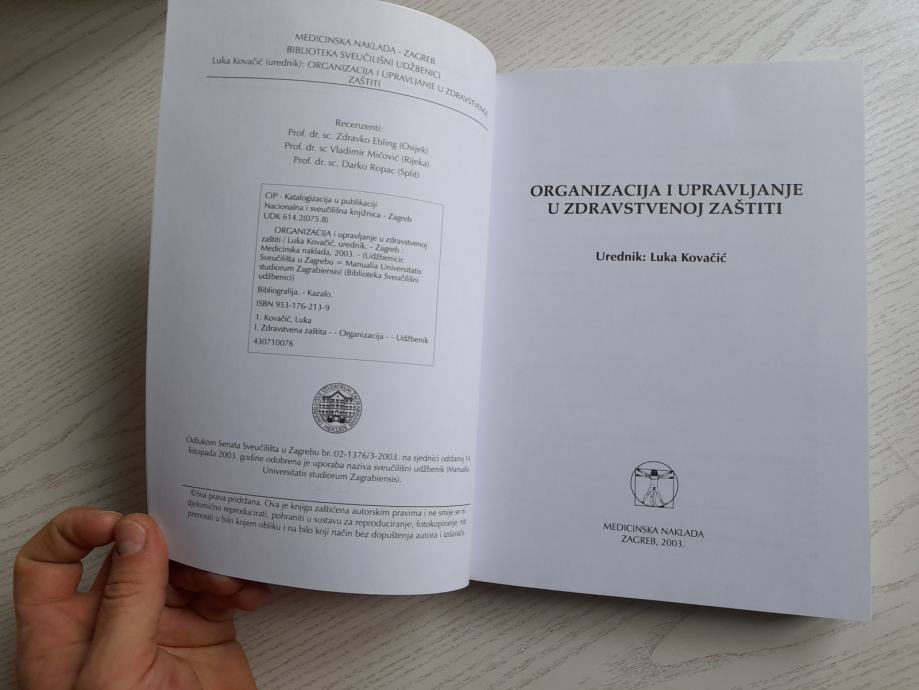 MEDICINSKA NAKLADA - ZAGREB
BIBLIOTEKA SVEUČILIŠNI UDŽBENICI
Luka Kovačić (urednik): ORGANIZACIJA I UPRAVLJANJE U ZDRAVSTVENOJ
ZAŠTITI
Recenzenti:
Prof. dr. sc. Zdravko Ebling (Osijek)
Prof. dr. sc Vladimir Mićović (Rijeka)
Prof. dr. sc. Darko Ropac (Split)
CIP - Katalogizacija u publikaciji
Nacionalna i sveučilišna knjižnica - Zagreb
UDK 614.2(075.8)
ORGANIZACIJA i upravljanje u zdravstvenoj
zaštiti / Luka Kovačić, urednik. - Zagreb :
Medicinska naklada, 2003. - (Udžbenicic
Sveučilišta u Zagrebu = Manualia Universitatis
studiorum Zagrabiensis) (Biblioteka Sveučilišni
udžbenici)
Bibliografija. - Kazalo.
ISBN 953-176-213-9
1. Kovačić, Luka
I. Zdravstvena zaštita - - Organizacija - - Udžbenik
430710076
Odlukom Senata Sveučilišta u Zagrebu br. 02-1376/3-2003. na sjednici održanoj 14.
listopada 2003. godine odobrena je uporaba naziva sveučilišni udžbenik (Manualia
Universitatis studiorum Zagrabiensis).
©Sva prava pridržana. Ova je knjiga zaštićena autorskim pravima i ne smije se ni
djelomično reproducirati, pohraniti u sustavu za reproduciranje, fotokopiranje, niti
prenositi u bilo kojem obliku i na bilo koji način bez dopuštenja autora i izdavača.
ORGANIZACIJA I UPRAVLJANJE
U ZDRAVSTVENOJ ZAŠTITI
Urednik: Luka Kovačić
MEDICINSKA NAKLADA
ZAGREB, 2003.